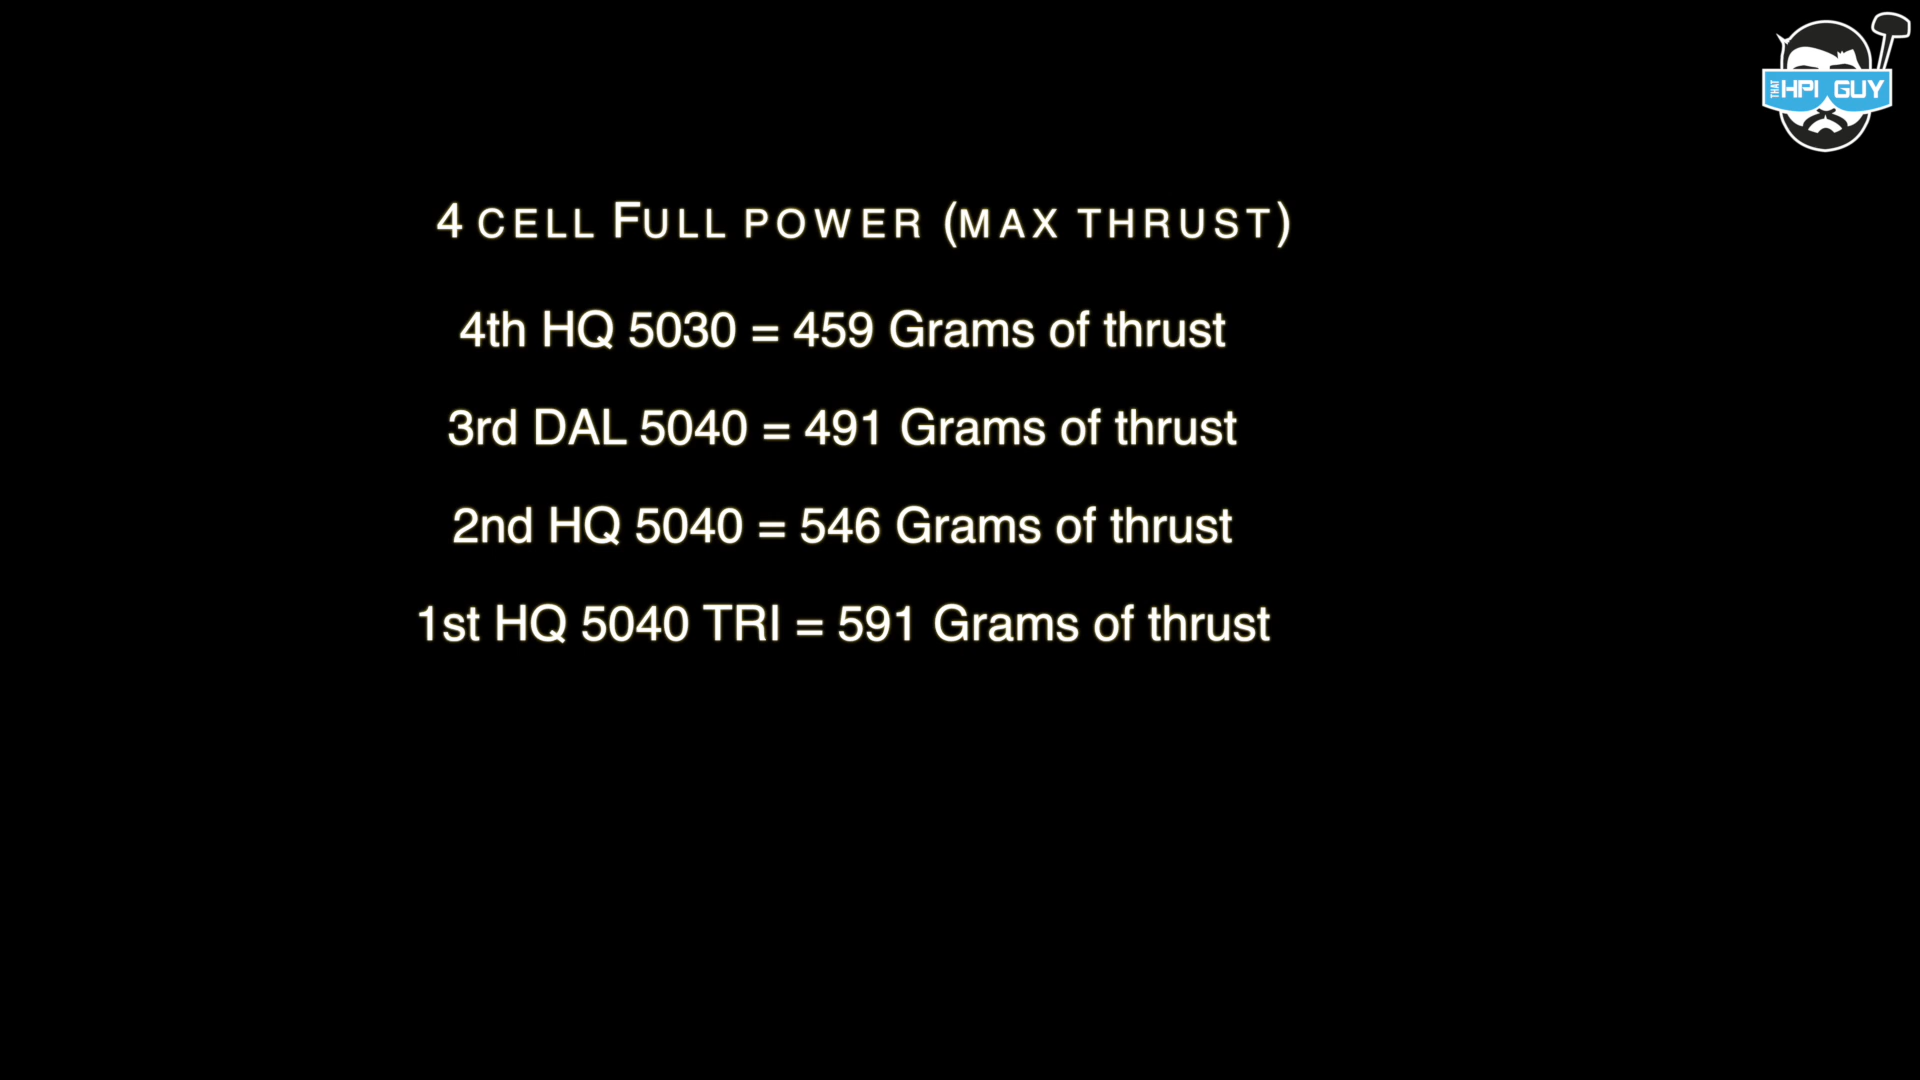 THAT HPI GUY
4 CELL FULL POWER (MAX THRUST)
4th HQ 5030 = 459 Grams of thrust
3rd DAL 5040 = 491 Grams of thrust
2nd HQ 5040 = 546 Grams of thrust
1st HQ 5040 TRI = 591 Grams of thrust